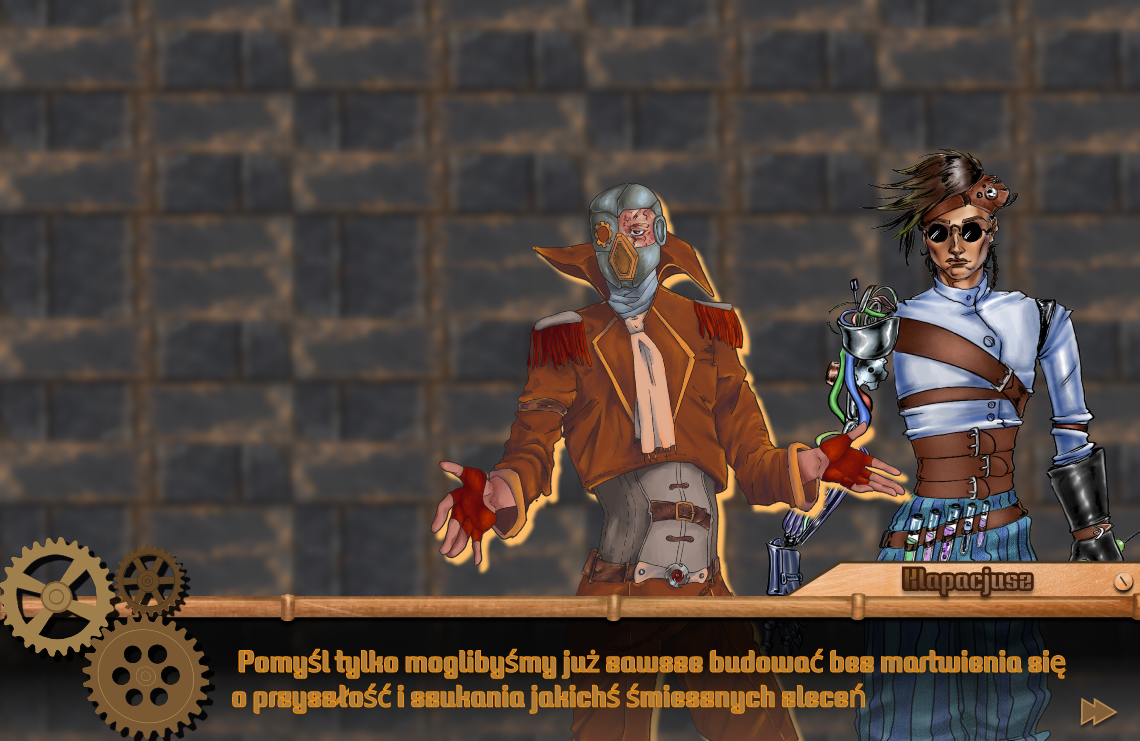 Klapacjusz
Pomyśl tylko moglibyśmy już zawsze budować bez martwienia się
o przyszłość i szukania jakichś śmiesznych zleceń